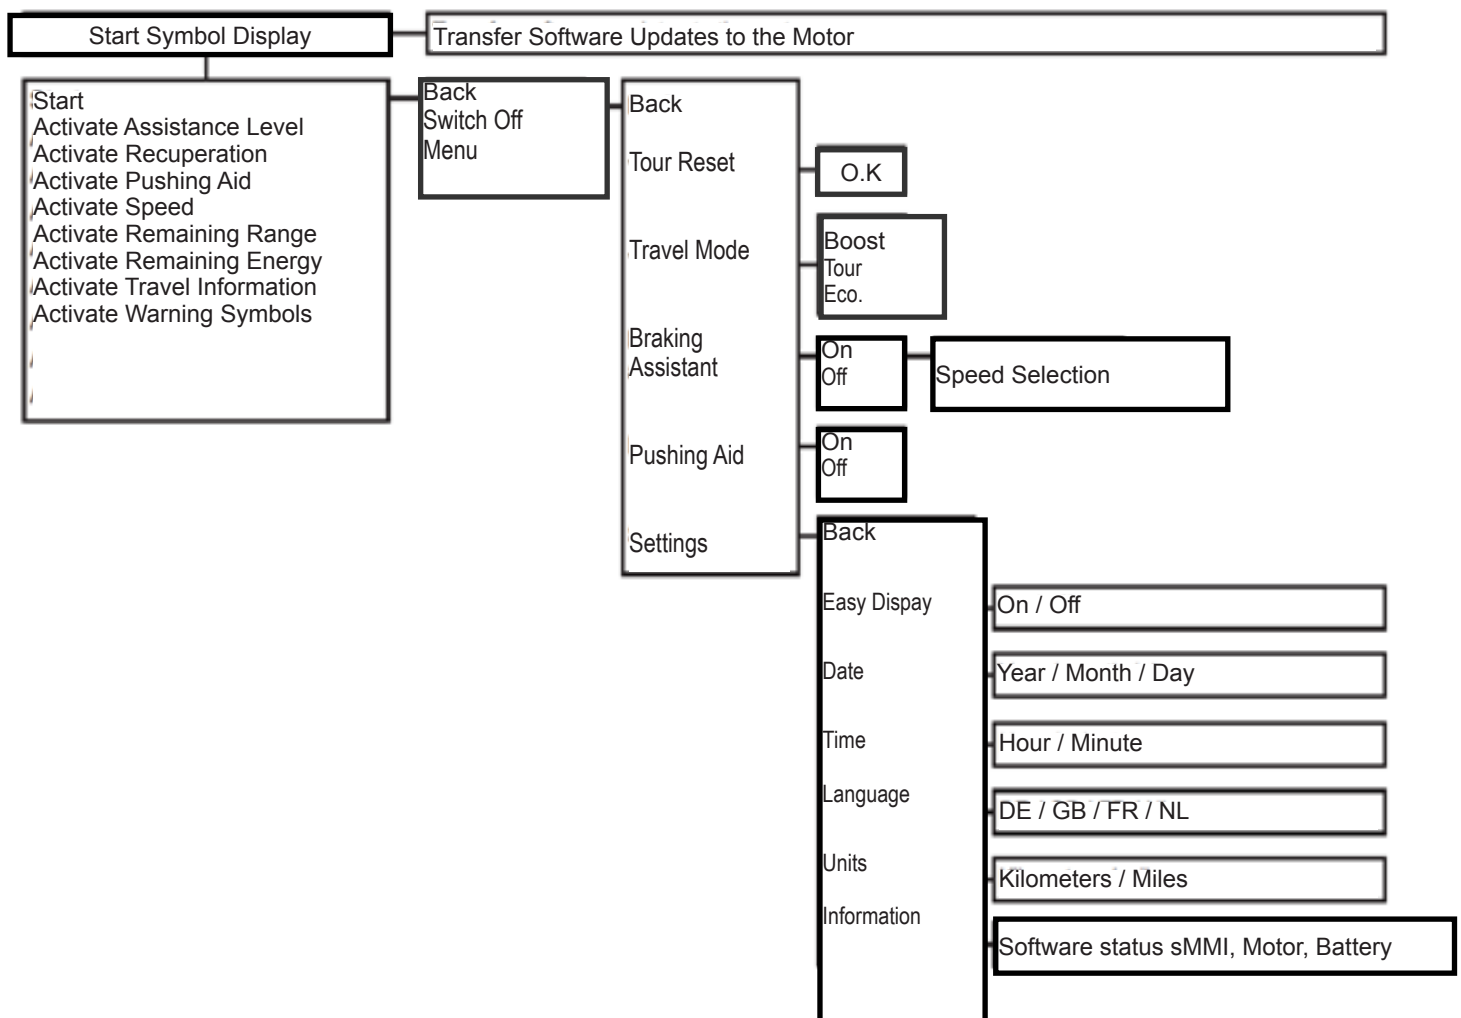 Start Symbol Display
Transfer Software Updates to the Motor
Start
Activate Assistance Level
Activate Recuperation
Activate Pushing Aid
Activate Speed
Activate Remaining Range
Activate Remaining Energy
Activate Travel Information
Activate Warning Symbols
Back
Switch Off
Menu
Back
Tour Reset
O.K
Travel Mode
Boost
Tour
Eco.
Braking
Assistant
On
Off
Speed Selection
Pushing Aid
On
Off
Settings
Back
Easy Dispay
On / Off
Date
Year / Month / Day
Time
Hour / Minute
Language
DE / GB / FR / NL
Units
Kilometers / Miles
Information
Software status sMMI, Motor, Battery